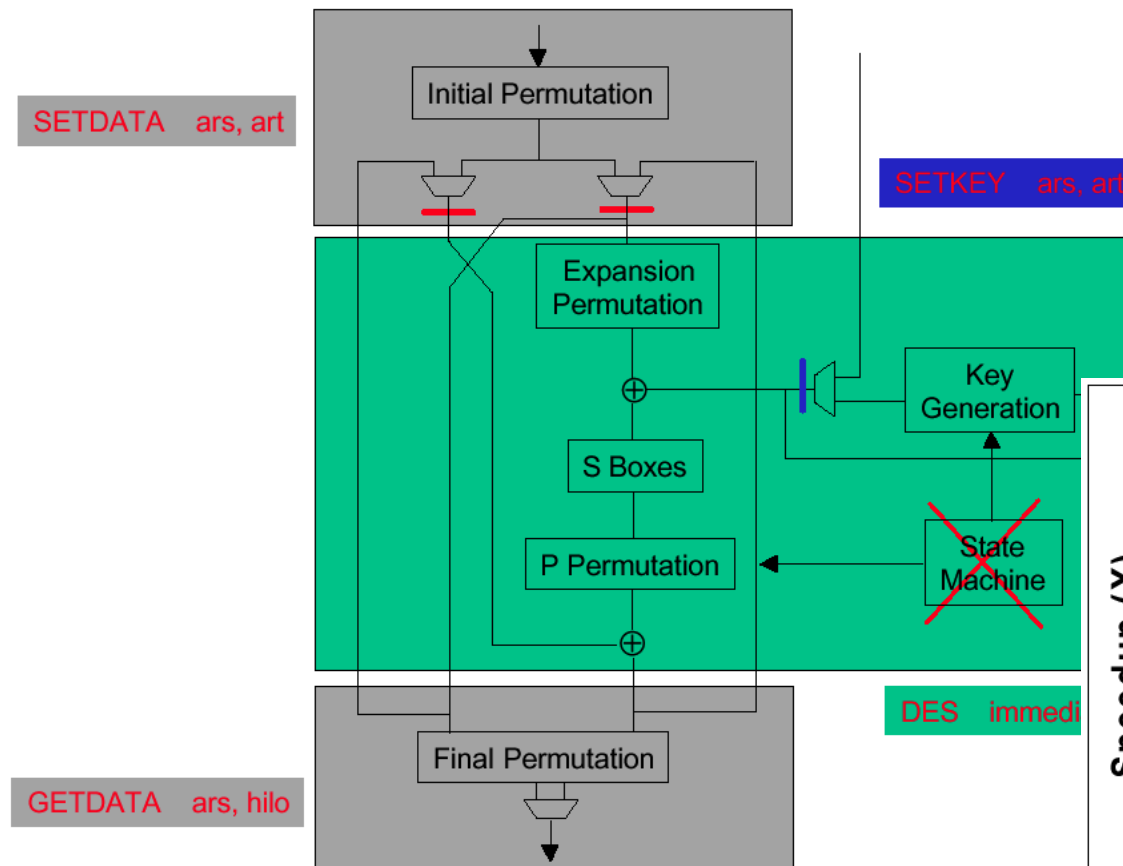 Initial Permutation
SETDATA ars, art
SETKEY ars, art
Expansion
Permutation
Key
Generation
S Boxes
P Permutation
State
Machine
DES immedi
Final Permutation
GETDATA ars, hilo
Speedup (X)